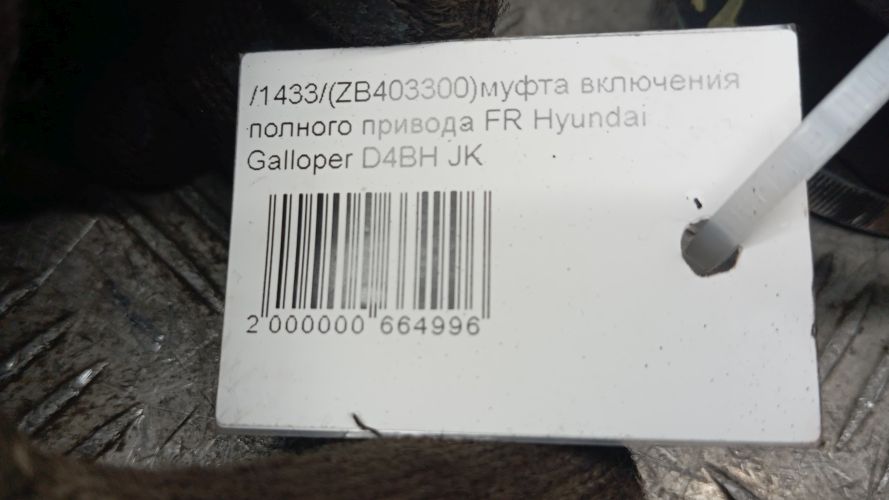 /1433/(ZB403300)муфта включения
полного привода FR Hyundai
Galloper D4BH JK
2 000000 664996